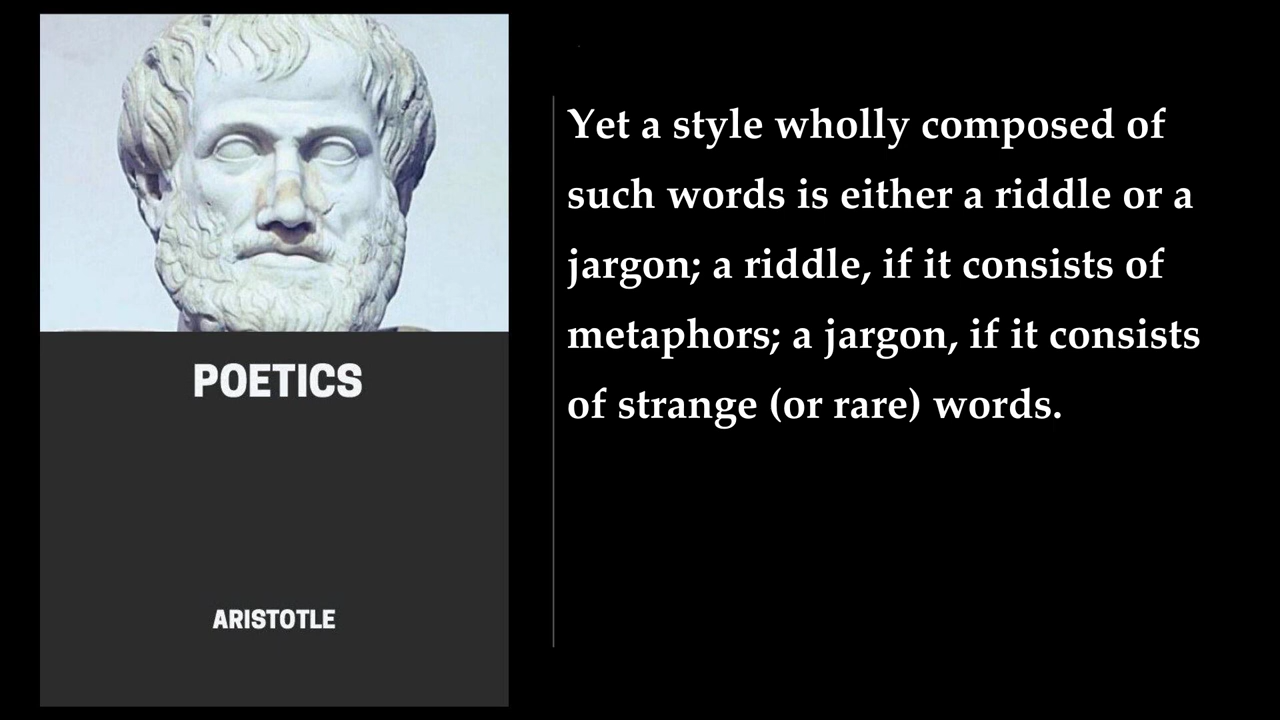 POETICS
ARISTOTLE
Yet a style wholly composed of
such words is either a riddle or a
jargon; a riddle, if it consists of
metaphors; a jargon, if it consists
of strange (or rare) words.